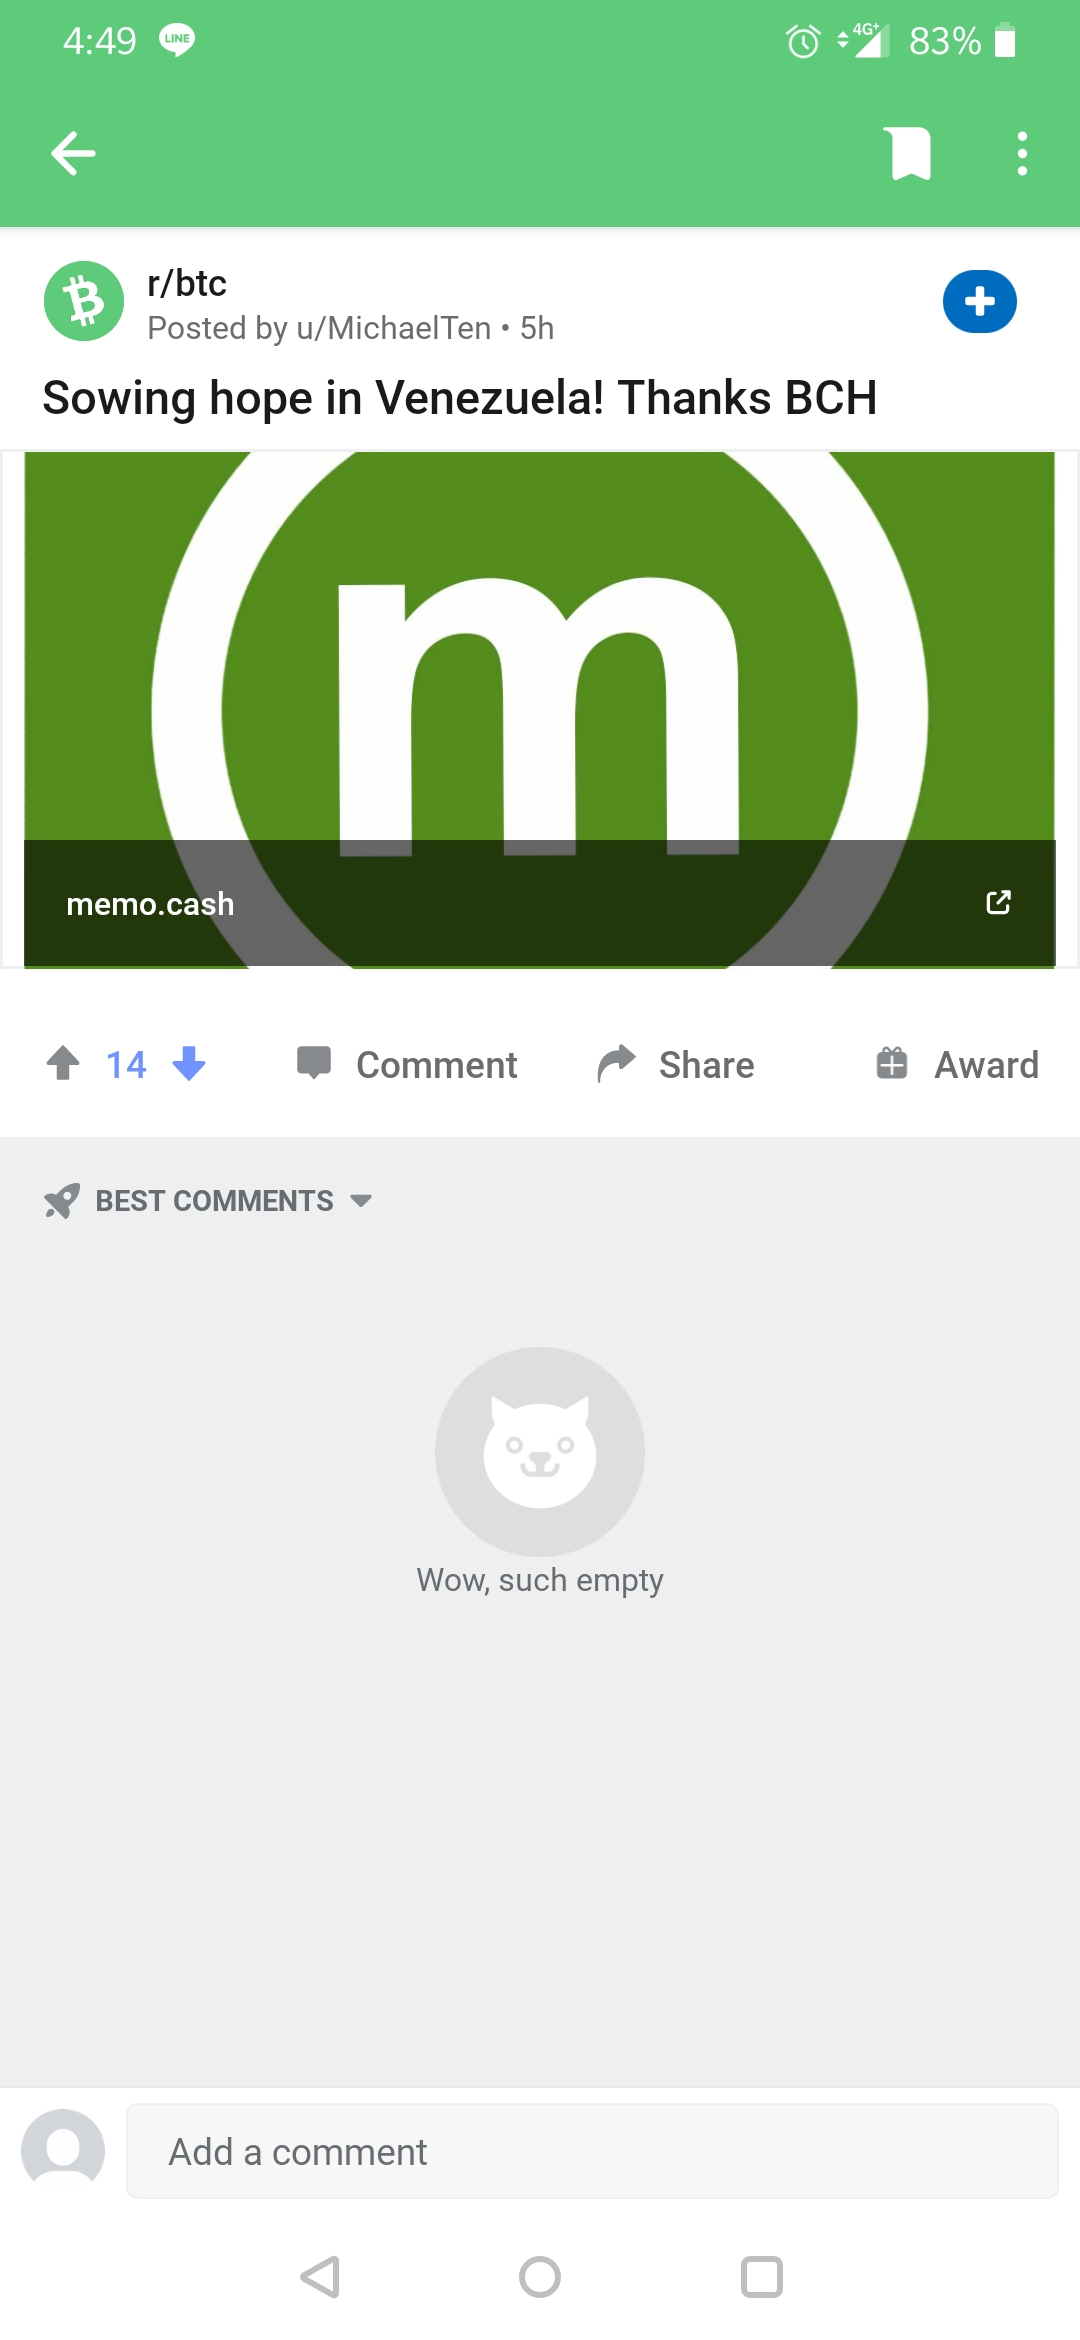 4:49 LINE 4G+ 83%
r/btc
Posted by u/MichaelTen • 5h
Sowing hope in Venezuela! Thanks BCH
m
memo.cash
14 Comment Share Award
BEST COMMENTS
Wow, such empty
Add a comment